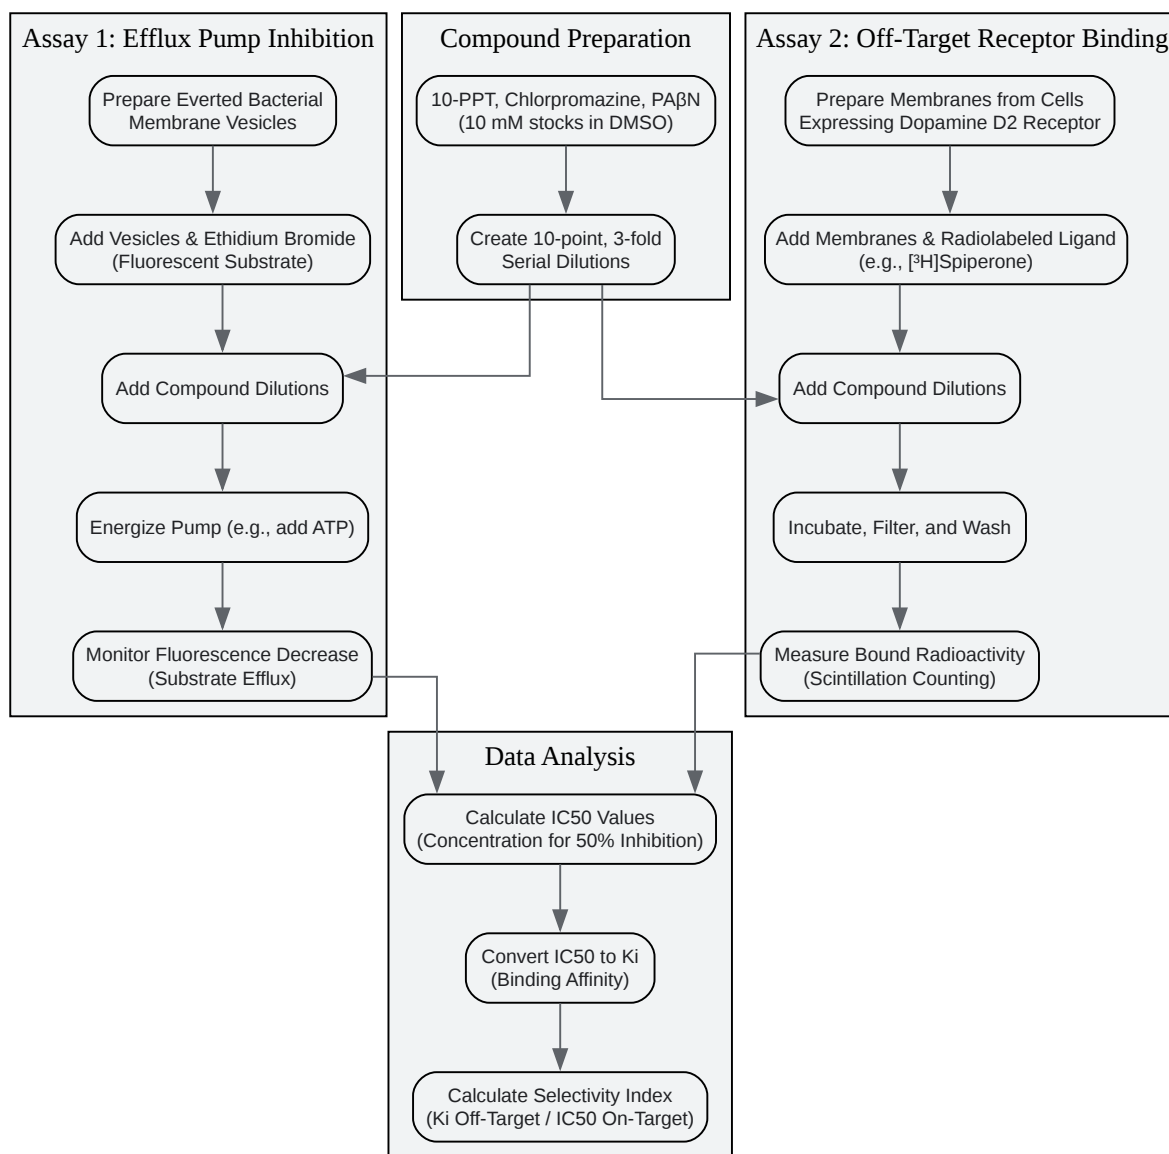 Assay 1: Efflux Pump Inhibition
Prepare Everted Bacterial
Membrane Vesicles
Add Vesicles & Ethidium Bromide
(Fluorescent Substrate)
Add Compound Dilutions
Energize Pump (e.g., add ATP)
Monitor Fluorescence Decrease
(Substrate Efflux)
Compound Preparation
10-PPT, Chlorpromazine, PAβN
(10 mM stocks in DMSO)
Create 10-point, 3-fold
Serial Dilutions
Assay 2: Off-Target Receptor Binding
Prepare Membranes from Cells
Expressing Dopamine D2 Receptor
Add Membranes & Radiolabeled Ligand
(e.g., [³H]Spiperone)
Add Compound Dilutions
Incubate, Filter, and Wash
Measure Bound Radioactivity
(Scintillation Counting)
Data Analysis
Calculate IC50 Values
(Concentration for 50% Inhibition)
Convert IC50 to Ki
(Binding Affinity)
Calculate Selectivity Index
(Ki Off-Target / IC50 On-Target)